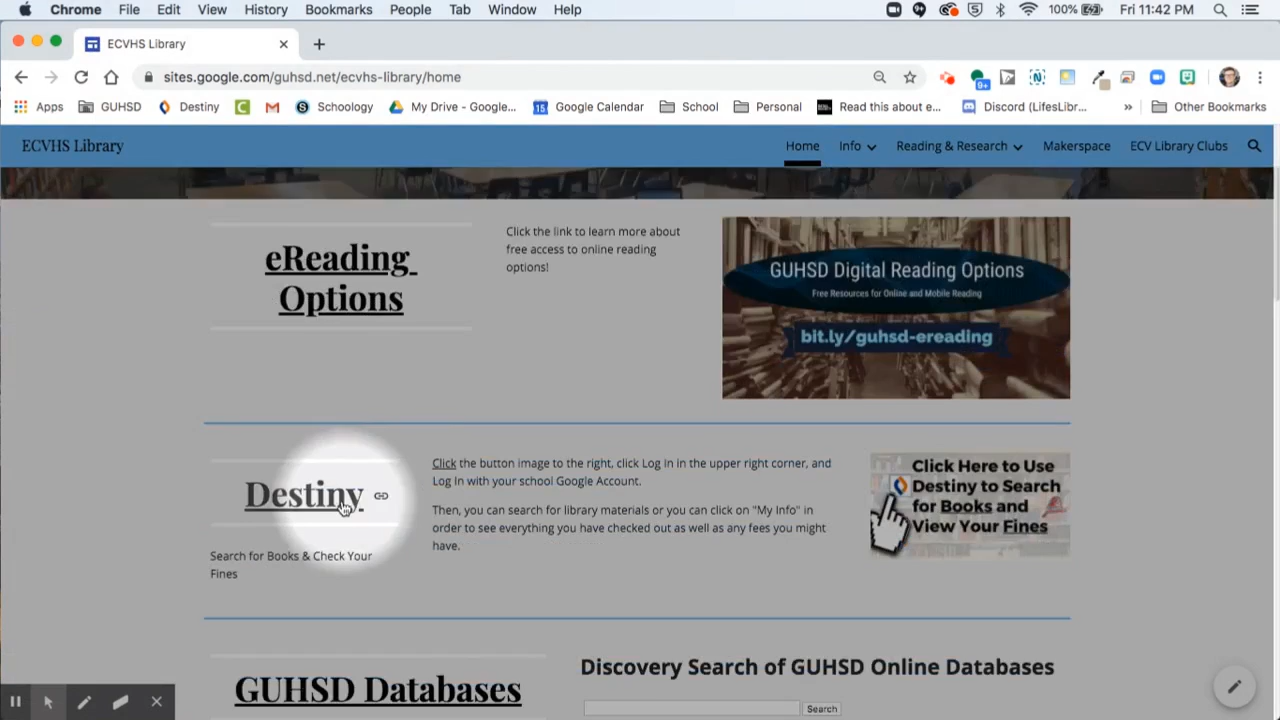 Chrome File Edit View History Bookmarks People Tab Window Help 100% Fri 11:42 PM
ECVHS Library
sites.google.com/guhsd.net/ecvhs-library/home
9+
Apps GUHSD Destiny Schoology My Drive - Google... 15 Google Calendar School Personal Read this about e... Discord (LifesLibr... » Other Bookmarks
ECVHS Library Home Info Reading & Research Makerspace ECV Library Clubs
eReading
Options
Click the link to learn more about
free access to online reading
options!
GUHSD Digital Reading Options
Free Resources for Online and Mobile Reading
bit.ly/guhsd-ereading
Destiny
Search for Books & Check Your
Fines
Click the button image to the right, click Log In in the upper right corner, and
Log In with your school Google Account.
Then, you can search for library materials or you can click on "My Info" in
order to see everything you have checked out as well as any fees you might
have.
Click Here to Use
Destiny to Search
for Books and
View Your Fines
GUHSD Databases
Discovery Search of GUHSD Online Databases
Search